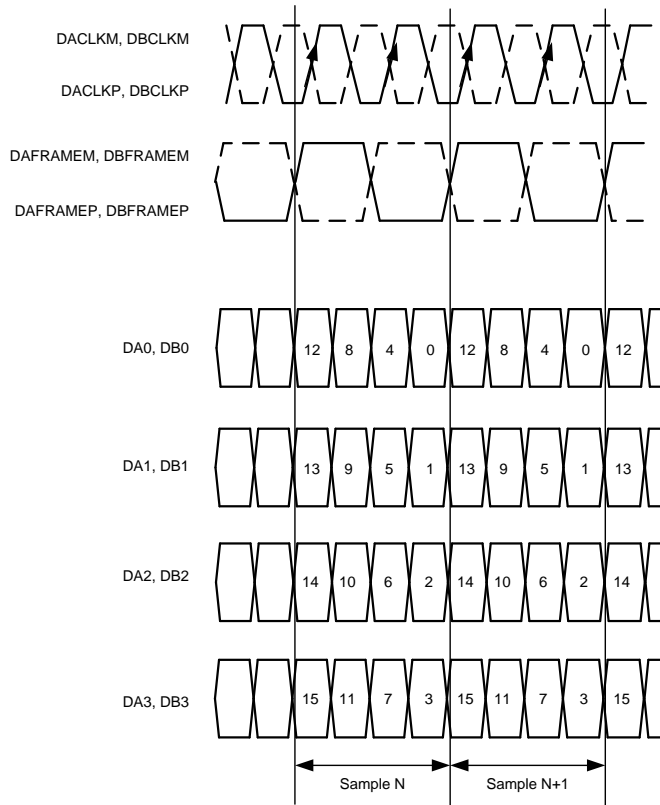 DACLKM, DBCLKM
DACLKP, DBCLKP
DAFRAMEM, DBFRAMEM
DAFRAMEP, DBFRAMEP
DA0, DB0 12 8 4 0 12 8 4 0 12
DA1, DB1 13 9 5 1 13 9 5 1 13
DA2, DB2 14 10 6 2 14 10 6 2 14
DA3, DB3 15 11 7 3 15 11 7 3 15
Sample N Sample N+1